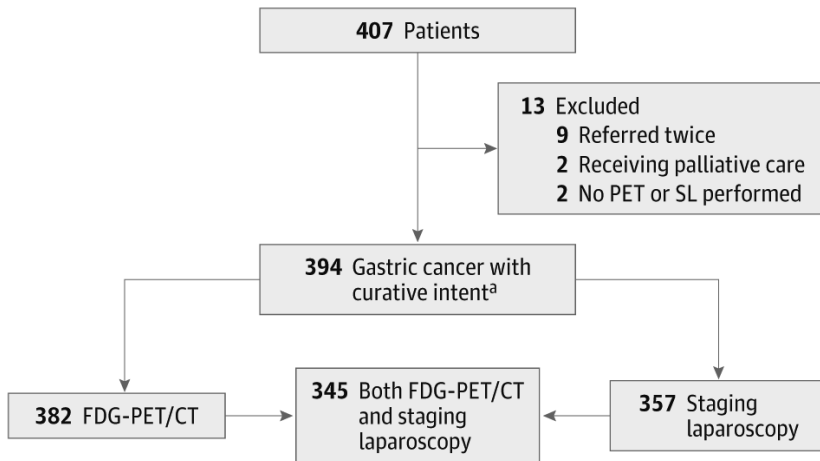 407 Patients
13 Excluded
9 Referred twice
2 Receiving palliative care
2 No PET or SL performed
394 Gastric cancer with
curative intentᵃ
382 FDG-PET/CT
345 Both FDG-PET/CT
and staging
laparoscopy
357 Staging
laparoscopy